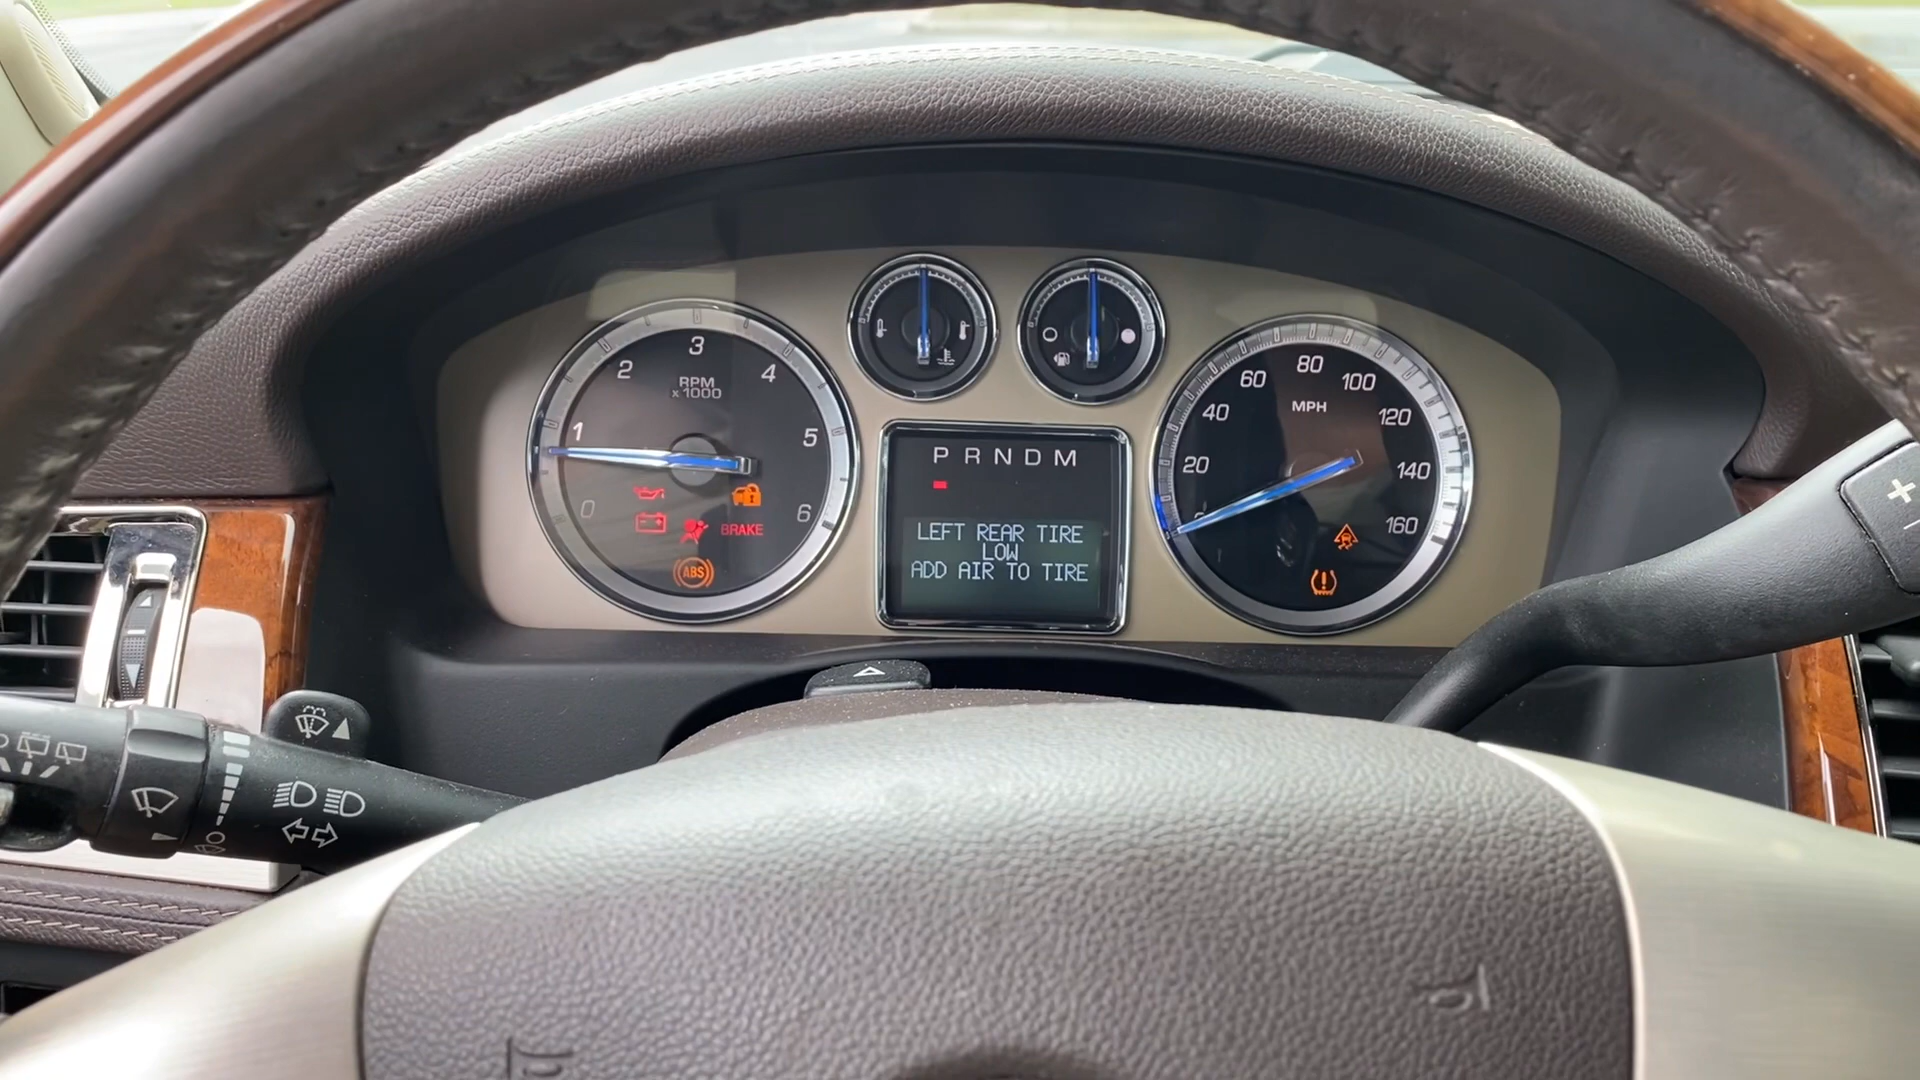 3
2
4
RPM
x1000
1
5
0
6
BRAKE
ABS
P R N D M
LEFT REAR TIRE
LOW
ADD AIR TO TIRE
80
60
100
MPH
40
120
20
140
160
+